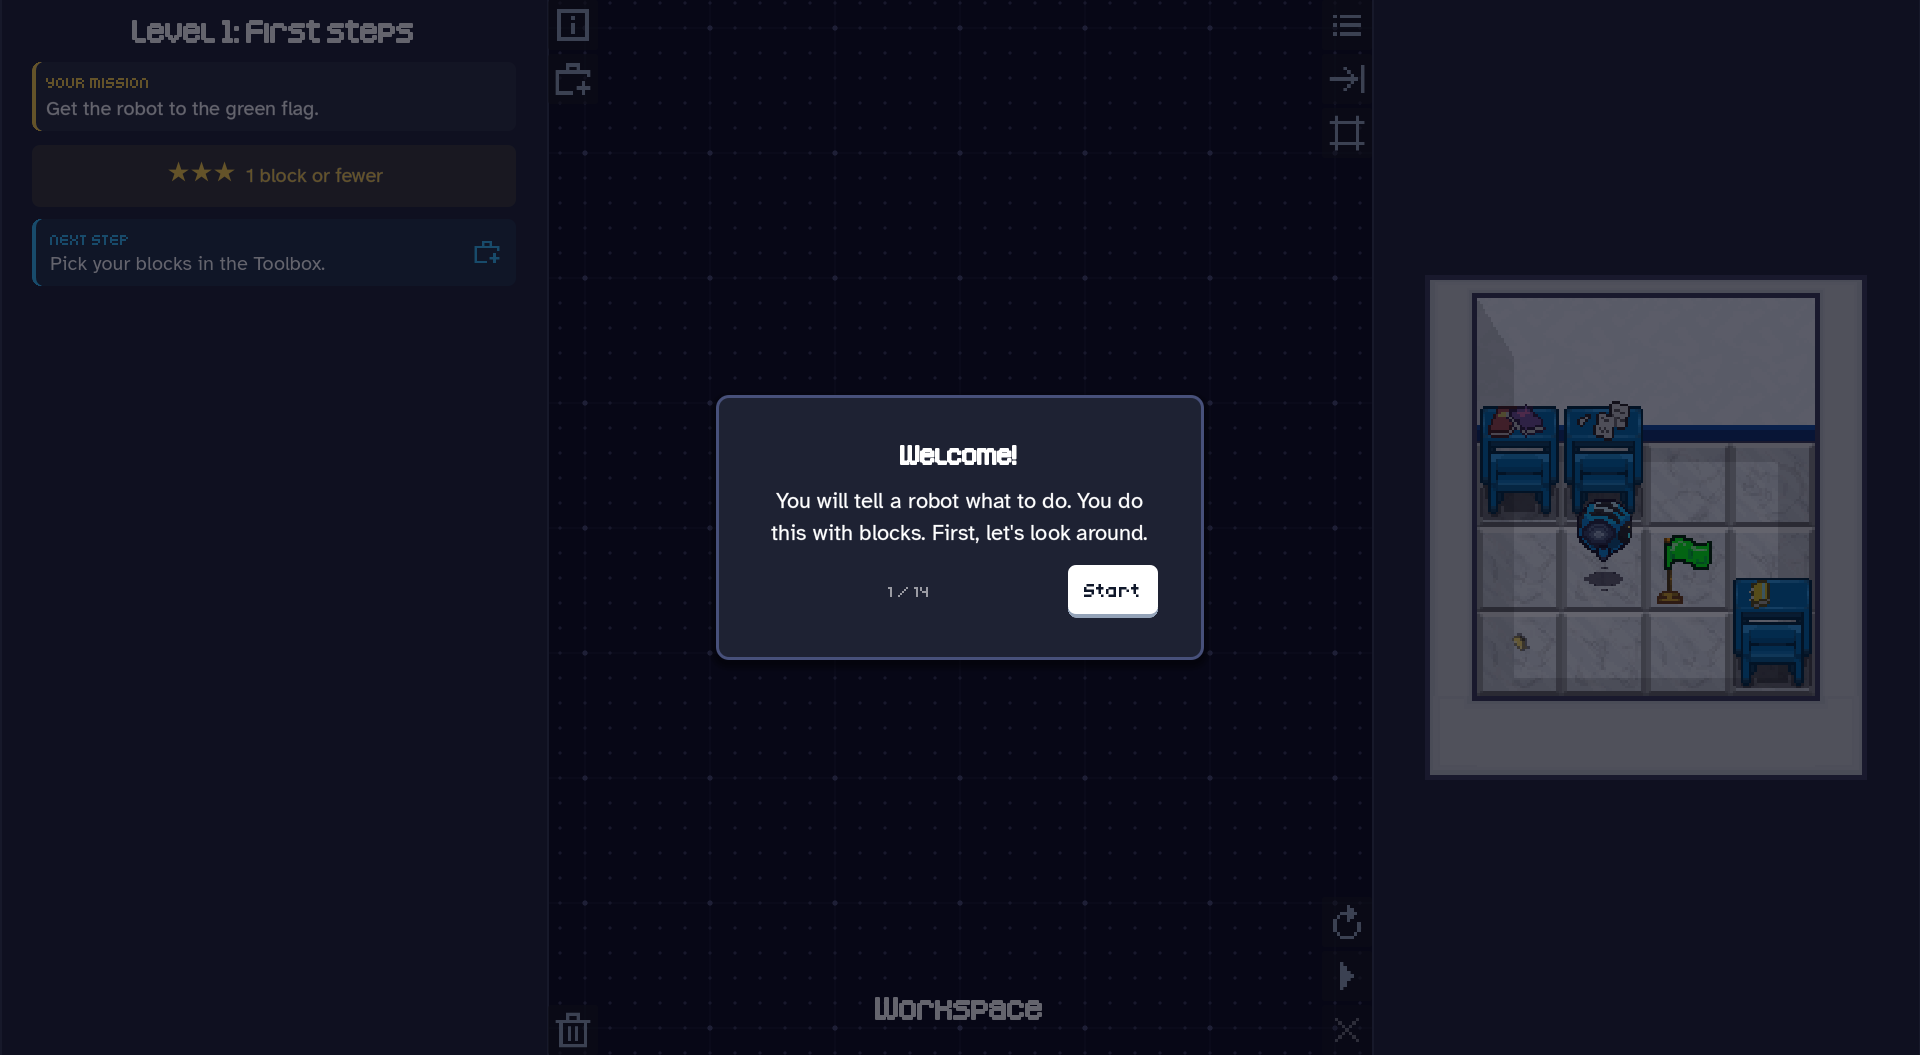 Level 1: First steps
YOUR MISSION
Get the robot to the green flag.
★★★ 1 block or fewer
NEXT STEP
Pick your blocks in the Toolbox.
Welcome!
You will tell a robot what to do. You do
this with blocks. First, let's look around.
1 / 14
Start
Workspace